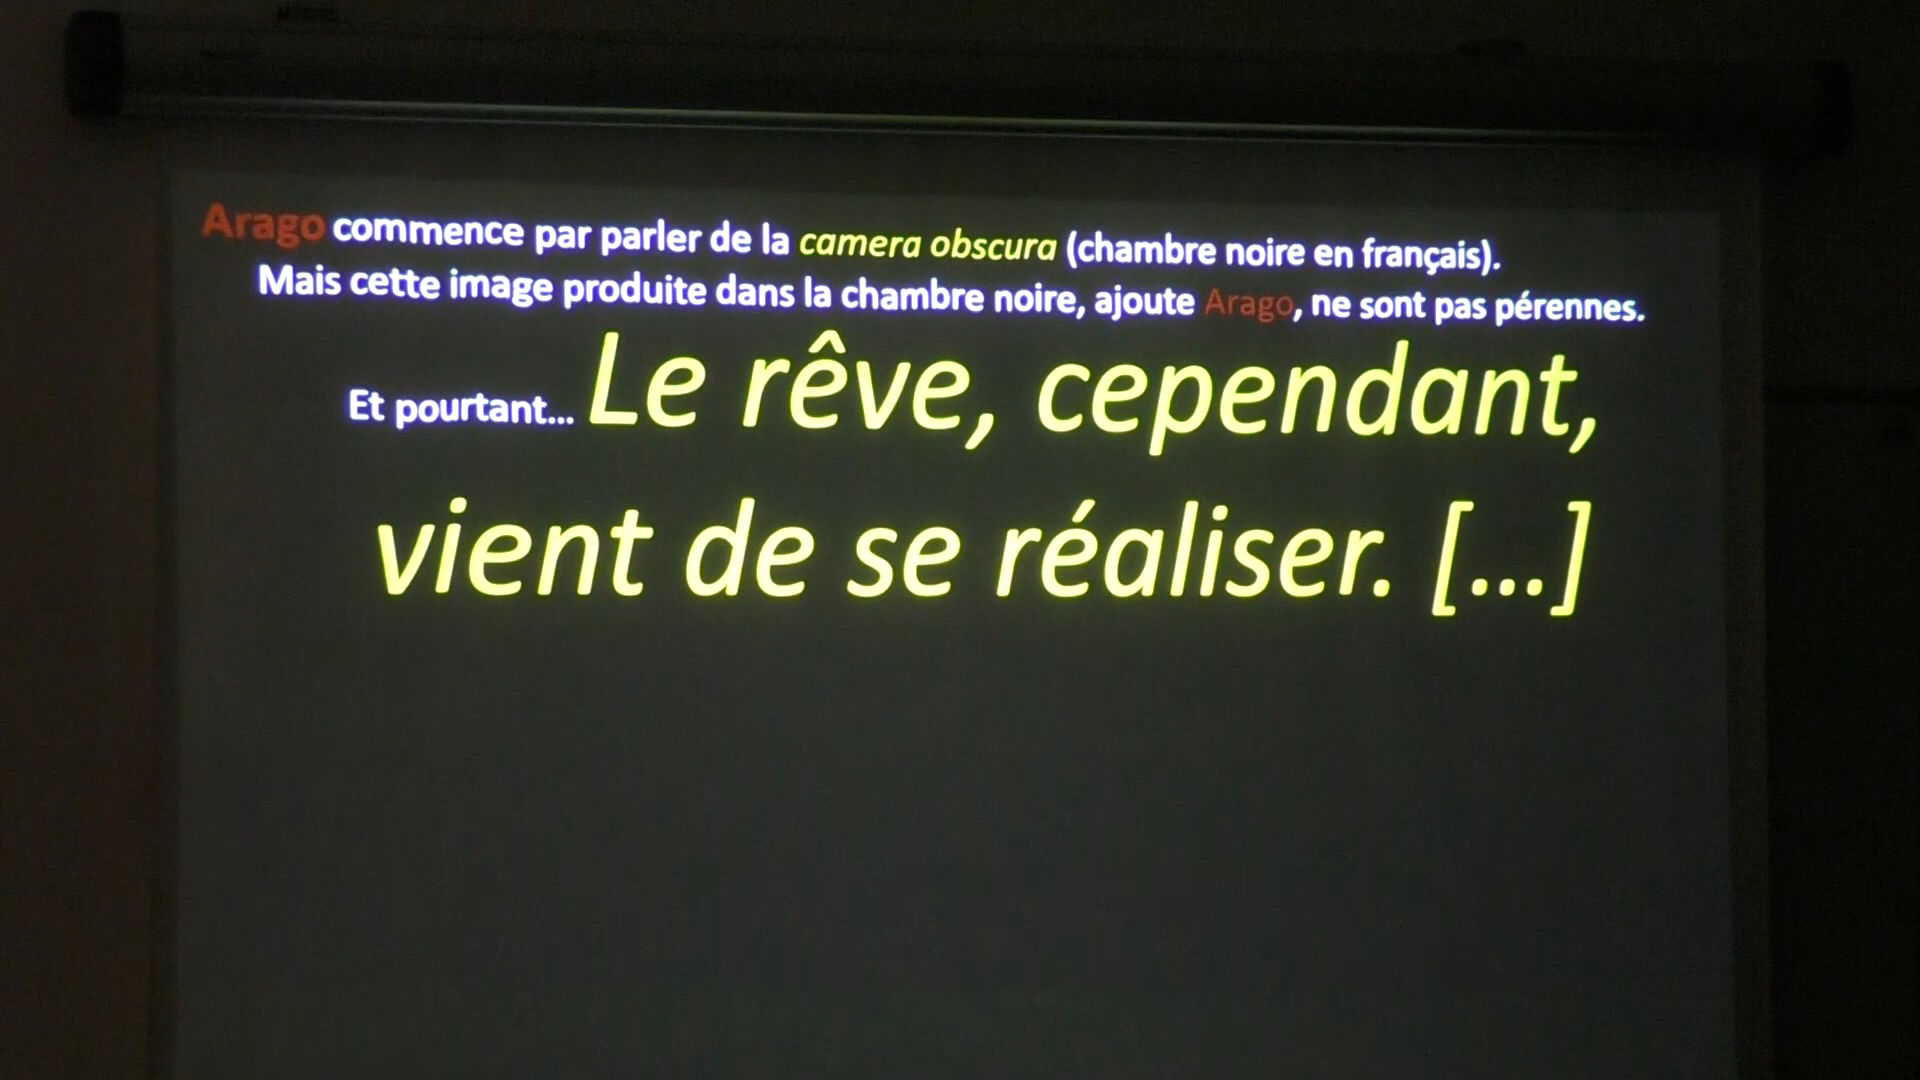 Arago commence par parler de la camera obscura (chambre noire en français).
Mais cette image produite dans la chambre noire, ajoute Arago, ne sont pas pérennes.
Et pourtant... Le rêve, cependant,
vient de se réaliser. [...]